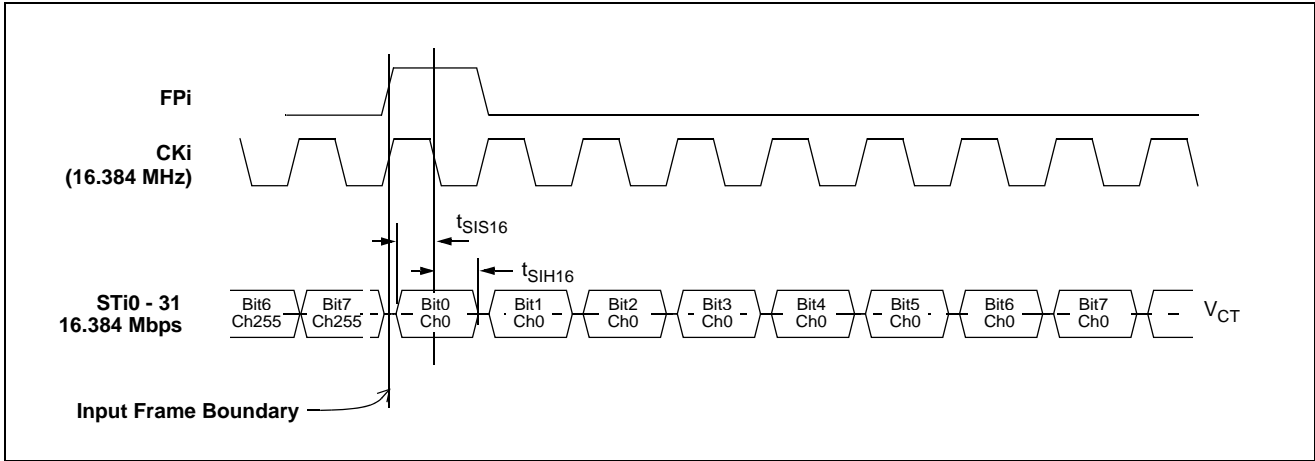 FPi
CKi
(16.384 MHz)
tSIS16
tSIH16
STi0 - 31
16.384 Mbps
Bit6
Ch255
Bit7
Ch255
Bit0
Ch0
Bit1
Ch0
Bit2
Ch0
Bit3
Ch0
Bit4
Ch0
Bit5
Ch0
Bit6
Ch0
Bit7
Ch0
VCT
Input Frame Boundary